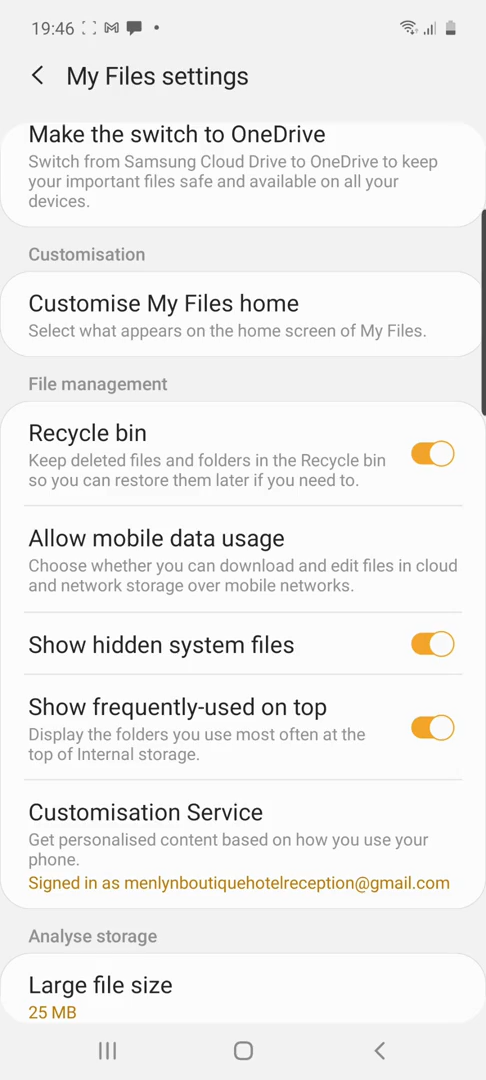 19:46
My Files settings
Make the switch to OneDrive
Switch from Samsung Cloud Drive to OneDrive to keep
your important files safe and available on all your
devices.
Customisation
Customise My Files home
Select what appears on the home screen of My Files.
File management
Recycle bin
Keep deleted files and folders in the Recycle bin
so you can restore them later if you need to.
Allow mobile data usage
Choose whether you can download and edit files in cloud
and network storage over mobile networks.
Show hidden system files
Show frequently-used on top
Display the folders you use most often at the
top of Internal storage.
Customisation Service
Get personalised content based on how you use your
phone.
Signed in as menlynboutiquehotelreception@gmail.com
Analyse storage
Large file size
25 MB